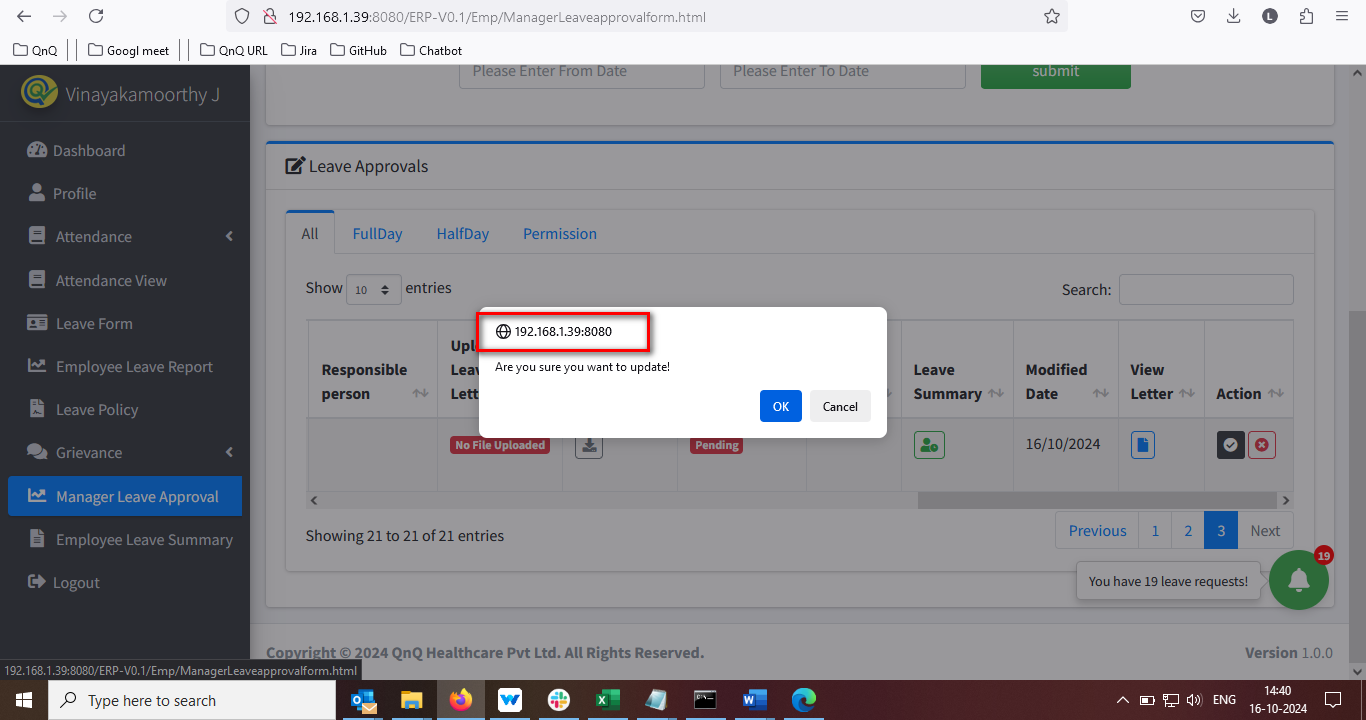 192.168.1.39:8080/ERP-V0.1/Emp/ManagerLeaveapprovalform.html
L
QnQ
Googl meet
QnQ URL
Jira
GitHub
Chatbot
Vinayakamoorthy J
Dashboard
Profile
Attendance
Attendance View
Leave Form
Employee Leave Report
Leave Policy
Grievance
Manager Leave Approval
Employee Leave Summary
Logout
Please Enter From Date
Please Enter To Date
submit
Leave Approvals
All
FullDay
HalfDay
Permission
Show 10 entries
Search:
192.168.1.39:8080
Are you sure you want to update!
OK
Cancel
Responsible
person
Leave
Summary
Modified
Date
View
Letter
Action
No File Uploaded
Pending
16/10/2024
Showing 21 to 21 of 21 entries
Previous
1
2
3
Next
19
You have 19 leave requests!
Copyright © 2024 QnQ Healthcare Pvt Ltd. All Rights Reserved.
Version 1.0.0
192.168.1.39:8080/ERP-V0.1/Emp/ManagerLeaveapprovalform.html
Type here to search
ENG
14:40
16-10-2024